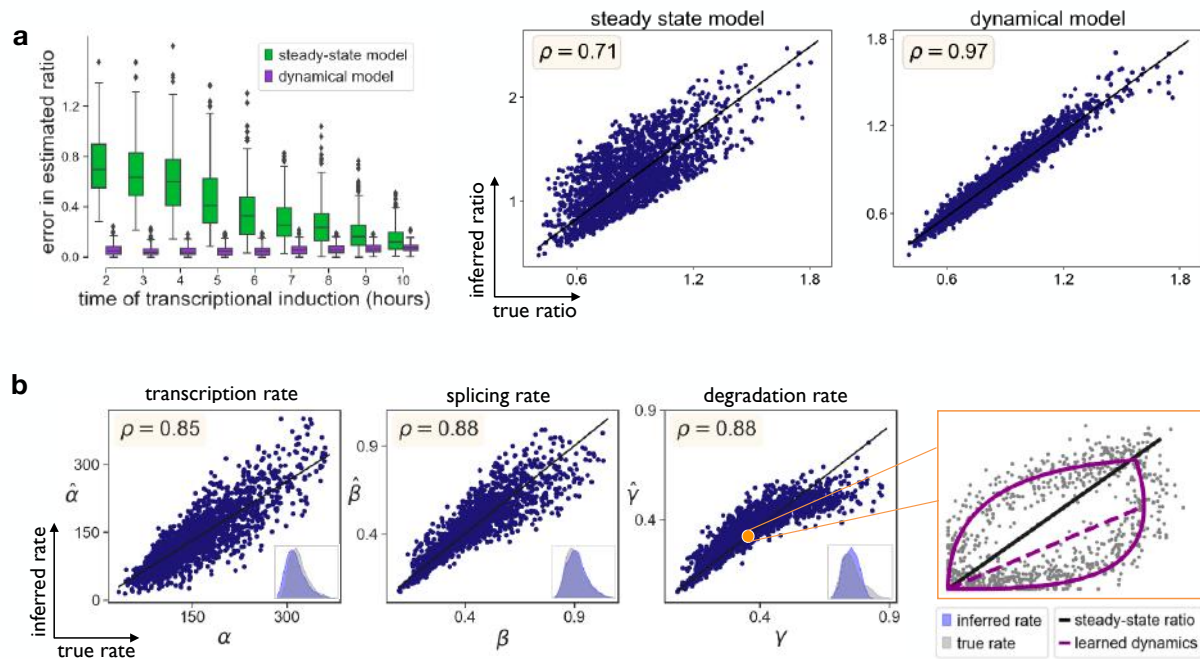 a
error in estimated ratio
1.2
0.8
0.4
0.0
steady-state model
dynamical model
2 3 4 5 6 7 8 9 10
time of transcriptional induction (hours)
steady state model
ρ = 0.71
2
1
0.6 1.2 1.8
inferred ratio
true ratio
dynamical model
ρ = 0.97
1.8
1.2
0.6
0.6 1.2 1.8
b
transcription rate
ρ = 0.85
300
α̂
150
0
150 300
α
inferred rate
true rate
splicing rate
ρ = 0.88
0.9
β̂
0.4
0.4 0.9
β
degradation rate
ρ = 0.88
0.9
γ̂
0.4
0.4 0.9
γ
inferred rate
true rate
steady-state ratio
learned dynamics